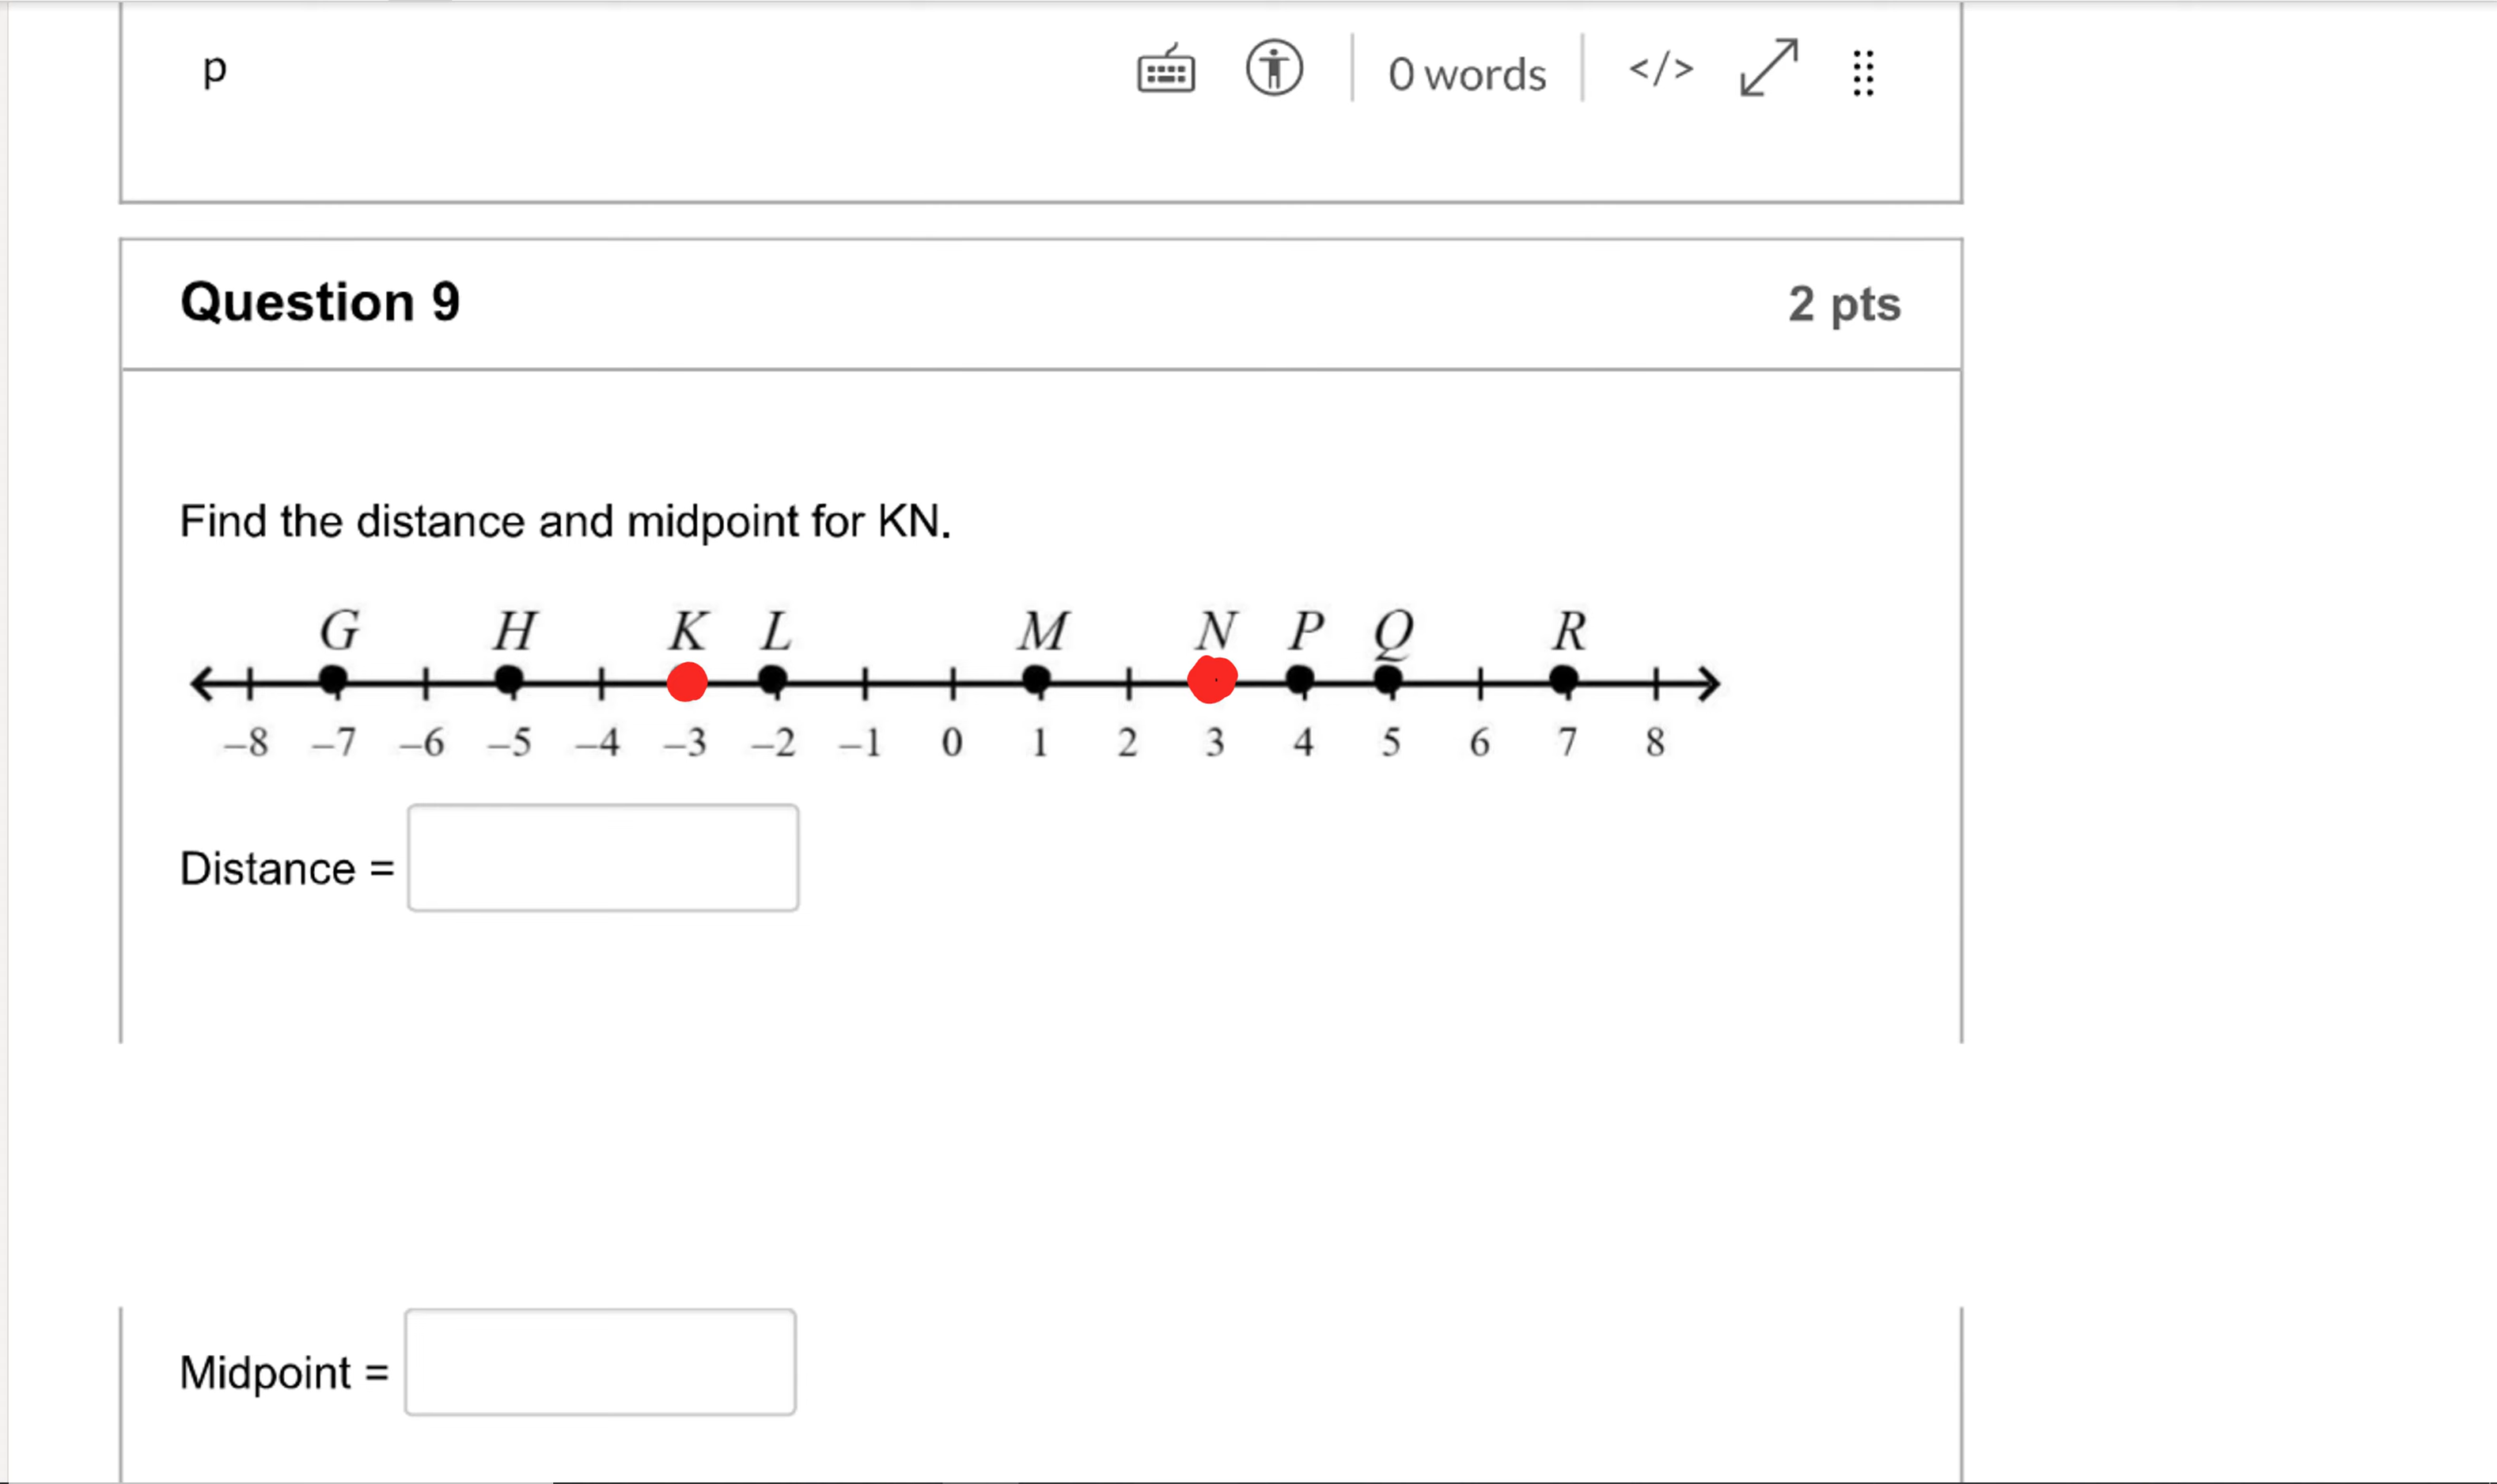 p
0 words </>
Question 9
2 pts
Find the distance and midpoint for KN.
G H K L M N P Q R
–8 –7 –6 –5 –4 –3 –2 –1 0 1 2 3 4 5 6 7 8
Distance =
Midpoint =